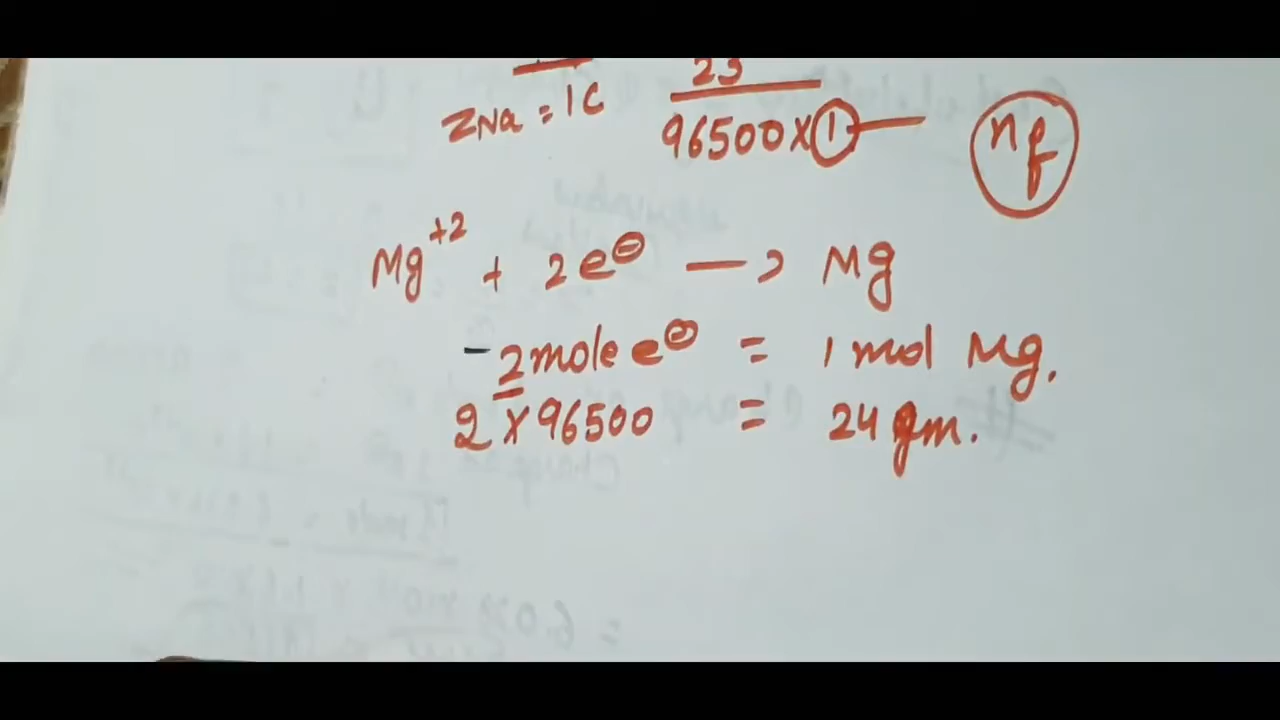 23
ZNa = 1C 96500 × 1 nf
Mg+2 + 2e⊖ → Mg
2 mole e⊖ = 1 mol Mg.
2 × 96500 = 24 gm.